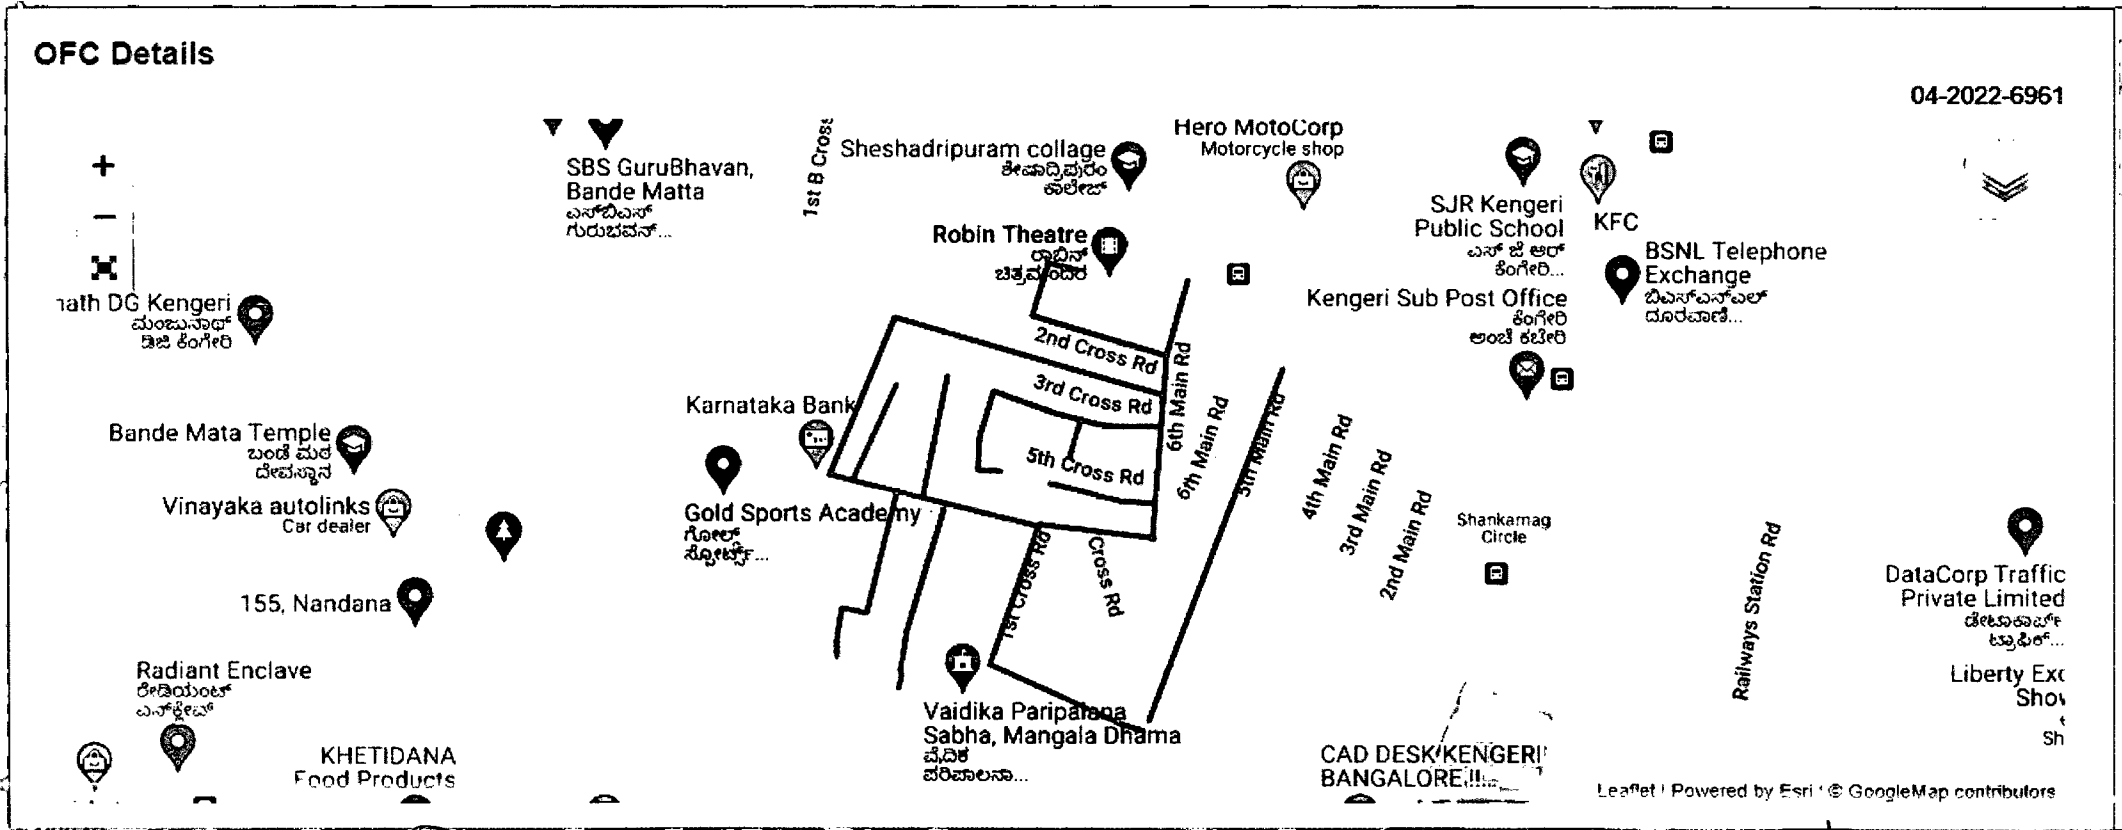 OFC Details
04-2022-6961
SBS GuruBhavan,
Bande Matta
ಎಸ್‌ಬಿಎಸ್
ಗುರುಭವನ್...
1st B Cross
Sheshadripuram collage
ಶೇಷಾದ್ರಿಪುರಂ
ಕಾಲೇಜ್
Hero MotoCorp
Motorcycle shop
Robin Theatre
ರಾಬಿನ್
ಚಿತ್ರಮಂದಿರ
SJR Kengeri
Public School
ಎಸ್ ಜೆ ಆರ್
ಕೆಂಗೇರಿ...
KFC
BSNL Telephone
Exchange
ಬಿಎಸ್ಎನ್ಎಲ್
ದೂರವಾಣಿ...
Kengeri Sub Post Office
ಕೆಂಗೇರಿ
ಅಂಚೆ ಕಚೇರಿ
nath DG Kengeri
ಮಂಜುನಾಥ್
ಡಿಜಿ ಕೆಂಗೇರಿ
2nd Cross Rd
3rd Cross Rd
6th Main Rd
5th Cross Rd
6th Main Rd
5th Main Rd
4th Main Rd
3rd Main Rd
2nd Main Rd
Karnataka Bank
Bande Mata Temple
ಬಂಡೆ ಮಠ
ದೇವಸ್ಥಾನ
Vinayaka autolinks
Car dealer
Gold Sports Academy
ಗೋಲ್ಡ್
ಸ್ಪೋರ್ಟ್ಸ್...
Shankarnag
Circle
1st Cross Rd
Cross Rd
Railways Station Rd
155, Nandana
DataCorp Traffic
Private Limited
ಡೇಟಾಕಾರ್ಪ್
ಟ್ರಾಫಿಕ್...
Radiant Enclave
ರೇಡಿಯಂಟ್
ಎನ್‌ಕ್ಲೇವ್
Liberty Exc
Shov
Sh
Vaidika Paripalana
Sabha, Mangala Dhama
ವೈದಿಕ
ಪರಿಪಾಲನಾ...
KHETIDANA
Food Products
CAD DESK KENGERI
BANGALORE.!!...
Leaflet | Powered by Esri | © GoogleMap contributors